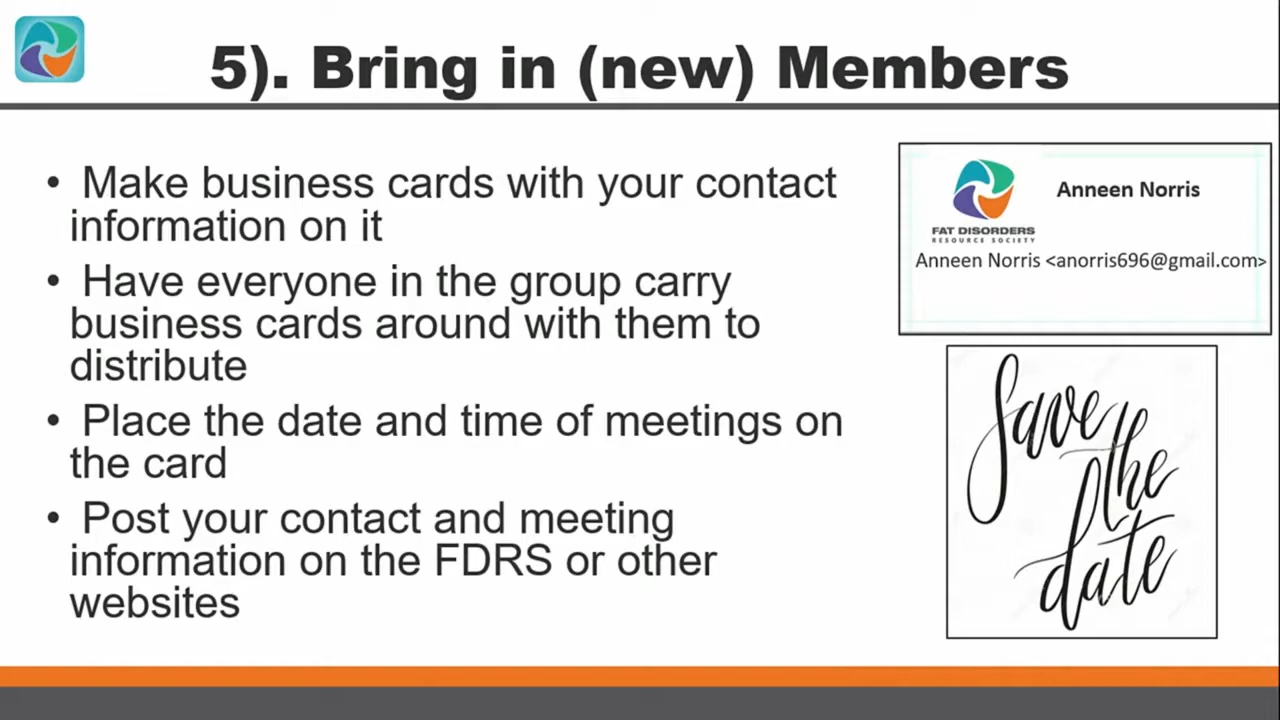 5). Bring in (new) Members
• Make business cards with your contact
information on it
• Have everyone in the group carry
business cards around with them to
distribute
• Place the date and time of meetings on
the card
• Post your contact and meeting
information on the FDRS or other
websites
Anneen Norris
FAT DISORDERS
RESOURCE SOCIETY
Anneen Norris <anorris696@gmail.com>
Save
the
date